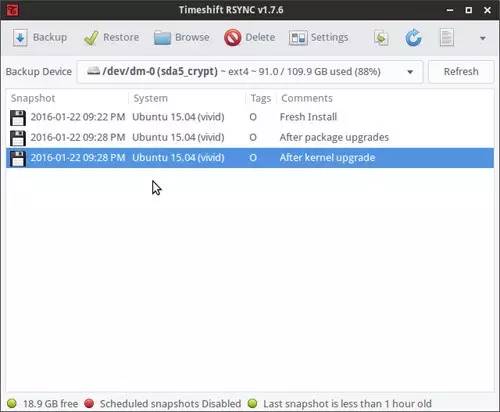 Timeshift RSYNC v1.7.6
Backup Restore Browse Delete Settings
Backup Device /dev/dm-0 (sda5_crypt) ~ ext4 ~ 91.0 / 109.9 GB used (88%) Refresh
Snapshot System Tags Comments
2016-01-22 09:22 PM Ubuntu 15.04 (vivid) O Fresh Install
2016-01-22 09:28 PM Ubuntu 15.04 (vivid) O After package upgrades
2016-01-22 09:28 PM Ubuntu 15.04 (vivid) O After kernel upgrade
18.9 GB free Scheduled snapshots Disabled Last snapshot is less than 1 hour old